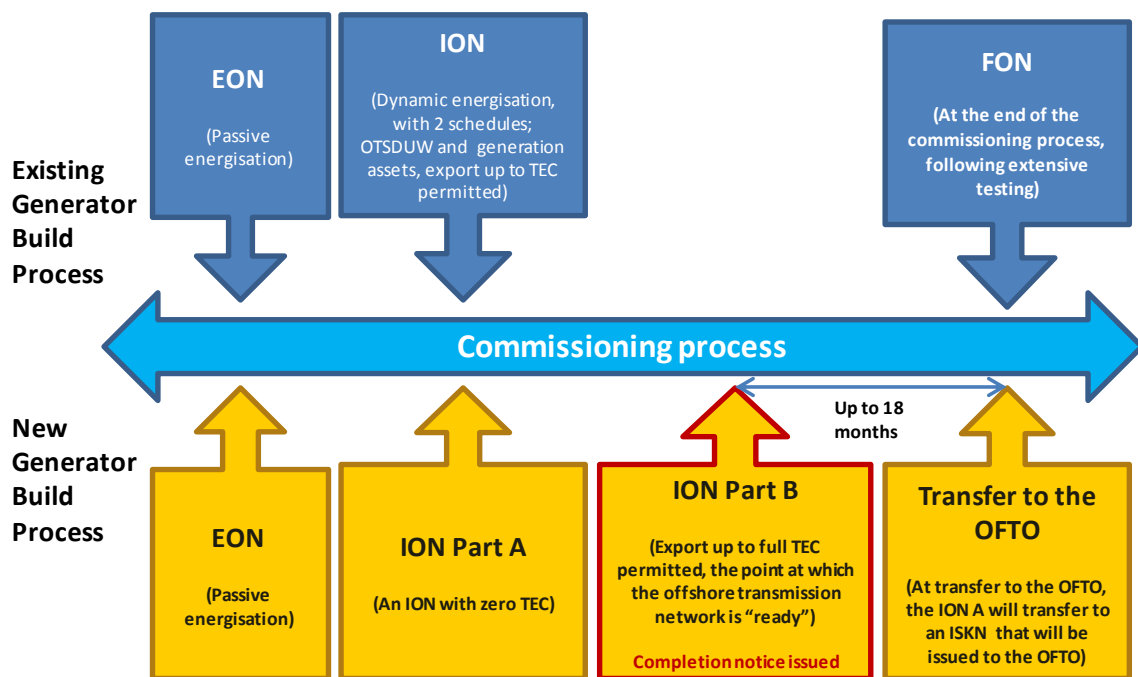 EON
(Passive
energisation)
ION
(Dynamic energisation,
with 2 schedules;
OTSDUW and generation
assets, export up to TEC
permitted)
FON
(At the end of the
commissioning process,
following extensive
testing)
Existing
Generator
Build
Process
Commissioning process
New
Generator
Build
Process
Up to 18
months
EON
(Passive
energisation)
ION Part A
(An ION with zero TEC)
ION Part B
(Export up to full TEC
permitted, the point at which
the offshore transmission
network is “ready”)
Completion notice issued
Transfer to the
OFTO
(At transfer to the OFTO,
the ION A will transfer to
an ISKN that will be
issued to the OFTO)